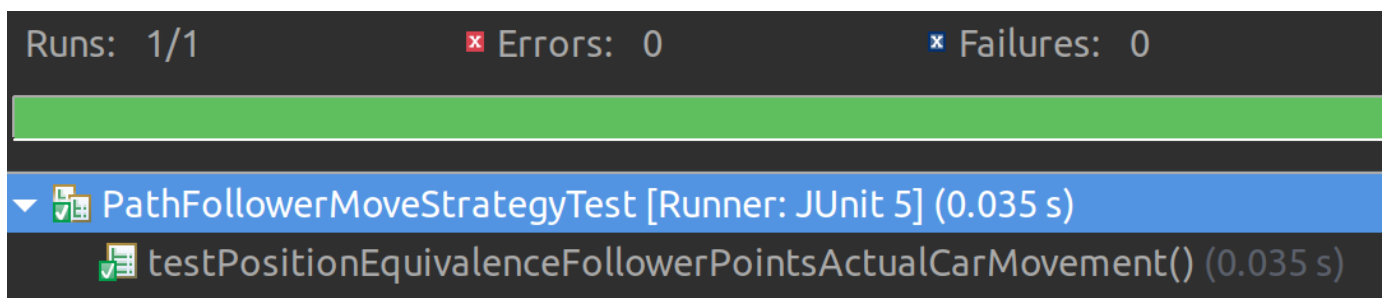 Runs: 1/1 Errors: 0 Failures: 0
PathFollowerMoveStrategyTest [Runner: JUnit 5] (0.035 s)
testPositionEquivalenceFollowerPointsActualCarMovement() (0.035 s)